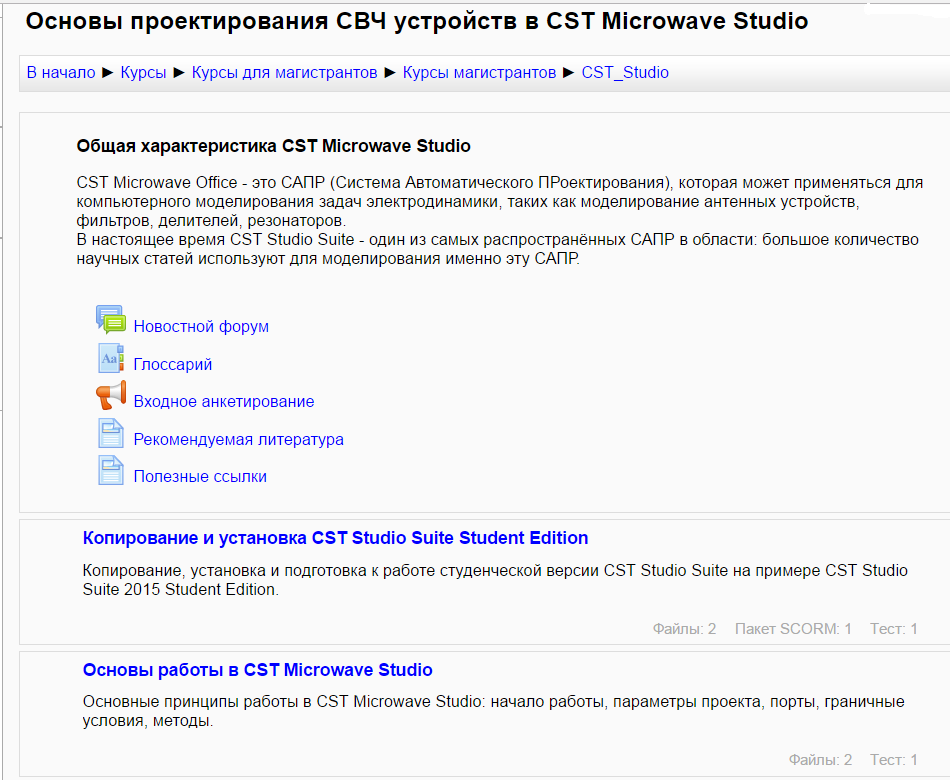 Основы проектирования СВЧ устройств в CST Microwave Studio
В начало ► Курсы ► Курсы для магистрантов ► Курсы магистрантов ► CST_Studio
Общая характеристика CST Microwave Studio
CST Microwave Office - это САПР (Система Автоматического ПРоектирования), которая может применяться для
компьютерного моделирования задач электродинамики, таких как моделирование антенных устройств,
фильтров, делителей, резонаторов.
В настоящее время CST Studio Suite - один из самых распространённых САПР в области: большое количество
научных статей используют для моделирования именно эту САПР.
Новостной форум
Aa
Глоссарий
Входное анкетирование
Рекомендуемая литература
Полезные ссылки
Копирование и установка CST Studio Suite Student Edition
Копирование, установка и подготовка к работе студенческой версии CST Studio Suite на примере CST Studio
Suite 2015 Student Edition.
Файлы: 2 Пакет SCORM: 1 Тест: 1
Основы работы в CST Microwave Studio
Основные принципы работы в CST Microwave Studio: начало работы, параметры проекта, порты, граничные
условия, методы.
Файлы: 2 Тест: 1